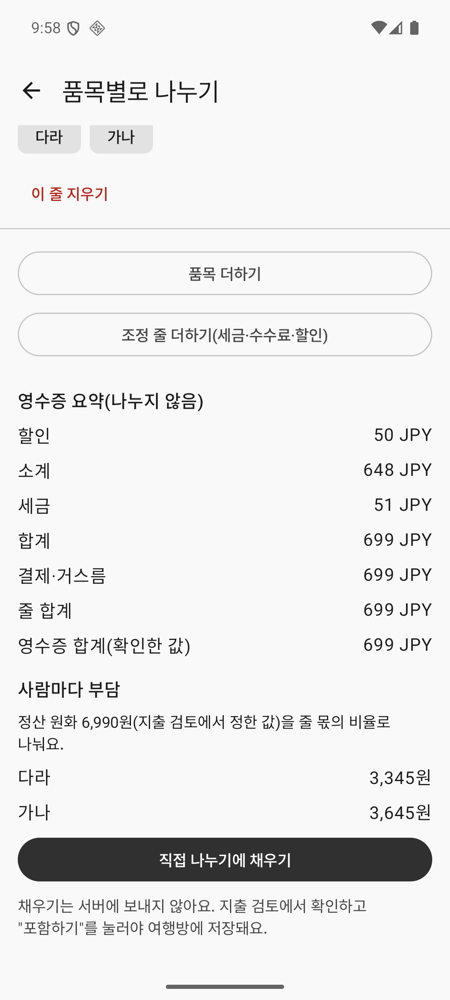 9:58
품목별로 나누기
다라 가나
이 줄 지우기
품목 더하기
조정 줄 더하기(세금·수수료·할인)
영수증 요약(나누지 않음)
할인 50 JPY
소계 648 JPY
세금 51 JPY
합계 699 JPY
결제·거스름 699 JPY
줄 합계 699 JPY
영수증 합계(확인한 값) 699 JPY
사람마다 부담
정산 원화 6,990원(지출 검토에서 정한 값)을 줄 몫의 비율로
나눠요.
다라 3,345원
가나 3,645원
직접 나누기에 채우기
채우기는 서버에 보내지 않아요. 지출 검토에서 확인하고
"포함하기"를 눌러야 여행방에 저장돼요.